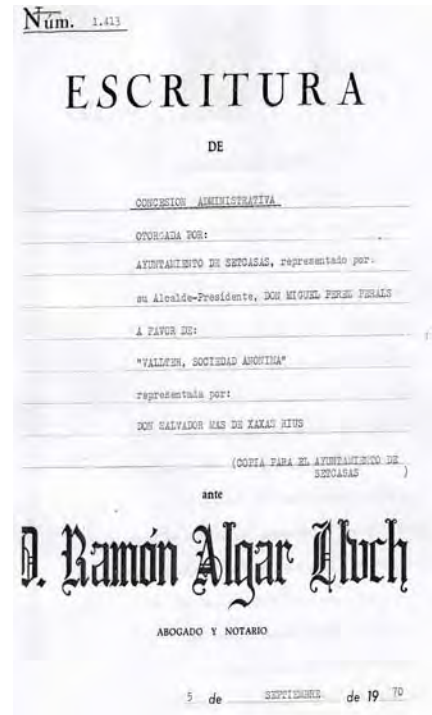 Núm. 1.413
ESCRITURA
DE
CONCESION ADMINISTRATIVA
OTORGADA POR:
AYUNTAMIENTO DE SETCASAS, representado por.
su Alcalde-Presidente, DON MIGUEL PEREL PERALS
A FAVOR DE:
"VALLTER, SOCIEDAD ANONIMA"
representada por:
DON SALVADOR MAS DE XAXAS RIUS
(COPIA PARA EL AYUNTAMIENTO DE
SETCASAS )
ante
D. Ramón Algar Lluch
ABOGADO Y NOTARIO
5 de SEPTIEMBRE de 19 70